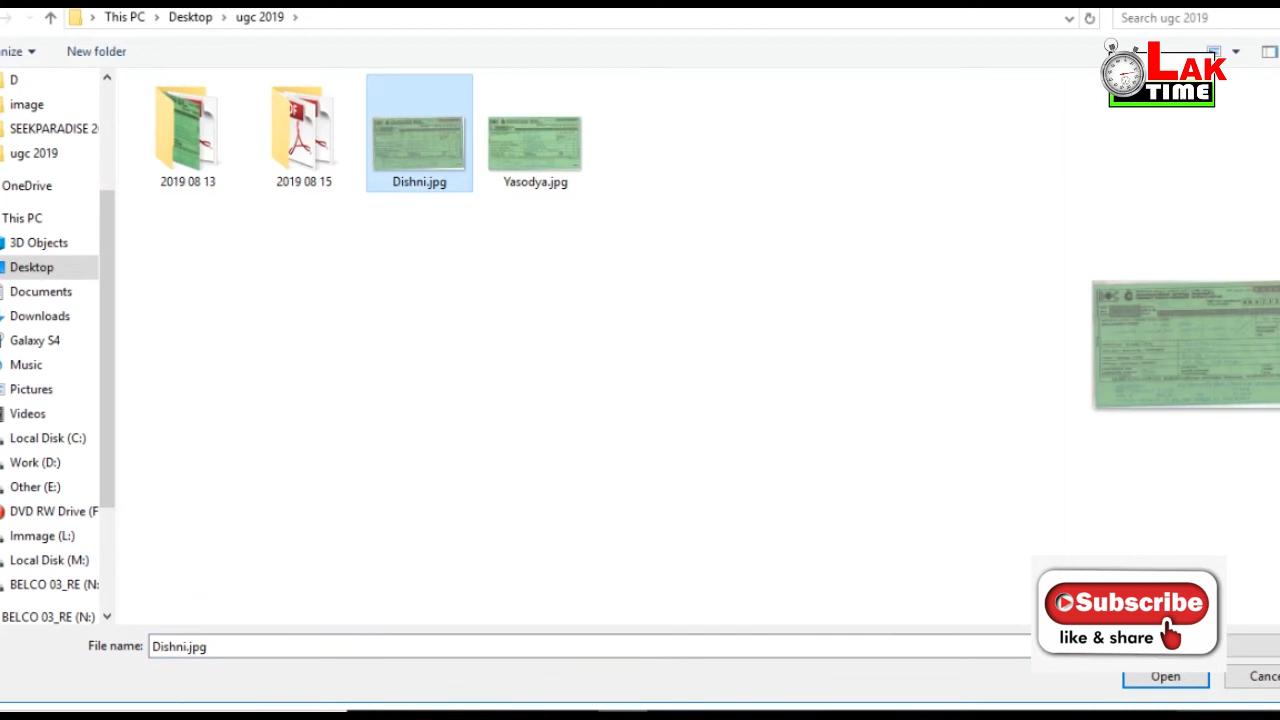 This PC > Desktop > ugc 2019 >
Search ugc 2019
nize
New folder
LAK
TIME
D
image
SEEKPARADISE 2
ugc 2019
OneDrive
This PC
3D Objects
Desktop
Documents
Downloads
Galaxy S4
Music
Pictures
Videos
Local Disk (C:)
Work (D:)
Other (E:)
DVD RW Drive (F
Immage (L:)
Local Disk (M:)
BELCO 03_RE (N:
BELCO 03_RE (N:)
2019 08 13
2019 08 15
Dishni.jpg
Yasodya.jpg
Subscribe
like & share
File name: Dishni.jpg
Open
Cance